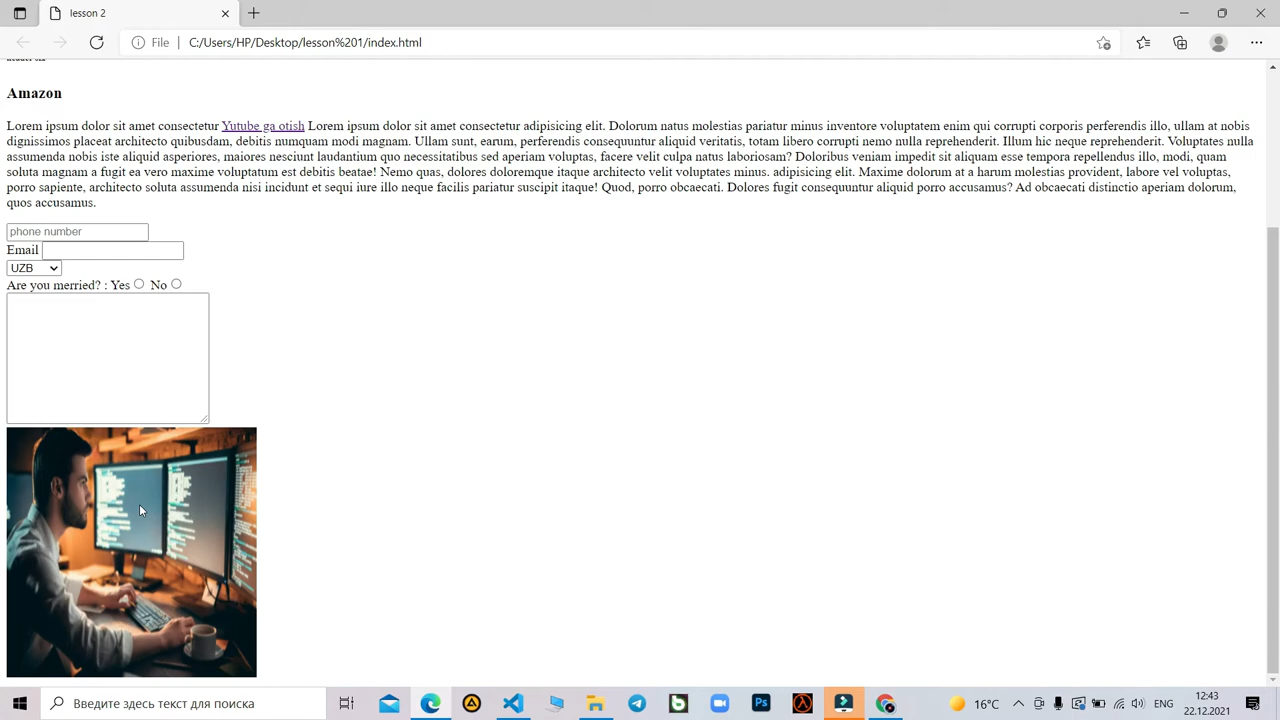 lesson 2
File
C:/Users/HP/Desktop/lesson%201/index.html
Amazon
Lorem ipsum dolor sit amet consectetur Yutube ga otish Lorem ipsum dolor sit amet consectetur adipisicing elit. Dolorum natus molestias pariatur minus inventore voluptatem enim qui corrupti corporis perferendis illo, ullam at nobis
dignissimos placeat architecto quibusdam, debitis numquam modi magnam. Ullam sunt, earum, perferendis consequuntur aliquid veritatis, totam libero corrupti nemo nulla reprehenderit. Illum hic neque reprehenderit. Voluptates nulla
assumenda nobis iste aliquid asperiores, maiores nesciunt laudantium quo necessitatibus sed aperiam voluptas, facere velit culpa natus laboriosam? Doloribus veniam impedit sit aliquam esse tempora repellendus illo, modi, quam
soluta magnam a fugit ea vero maxime voluptatum est debitis beatae! Nemo quas, dolores doloremque itaque architecto velit voluptates minus. adipisicing elit. Maxime dolorum at a harum molestias provident, labore vel voluptas,
porro sapiente, architecto soluta assumenda nisi incidunt et sequi iure illo neque facilis pariatur suscipit itaque! Quod, porro obcaecati. Dolores fugit consequuntur aliquid porro accusamus? Ad obcaecati distinctio aperiam dolorum,
quos accusamus.
phone number
Email
UZB
Are you merried? : Yes No
Введите здесь текст для поиска
Ps
16°C
ENG
12:43
22.12.2021